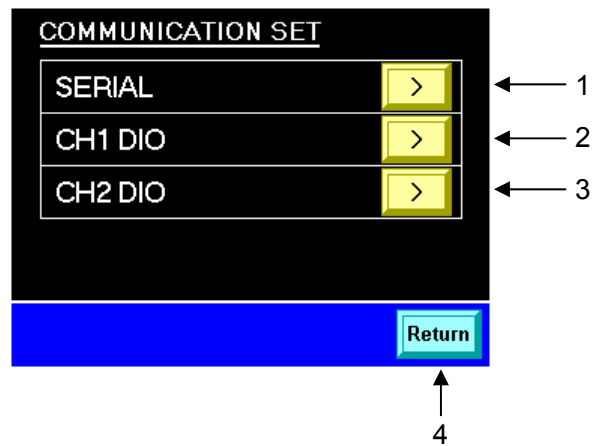 COMMUNICATION SET
SERIAL > 1
CH1 DIO > 2
CH2 DIO > 3
Return
4